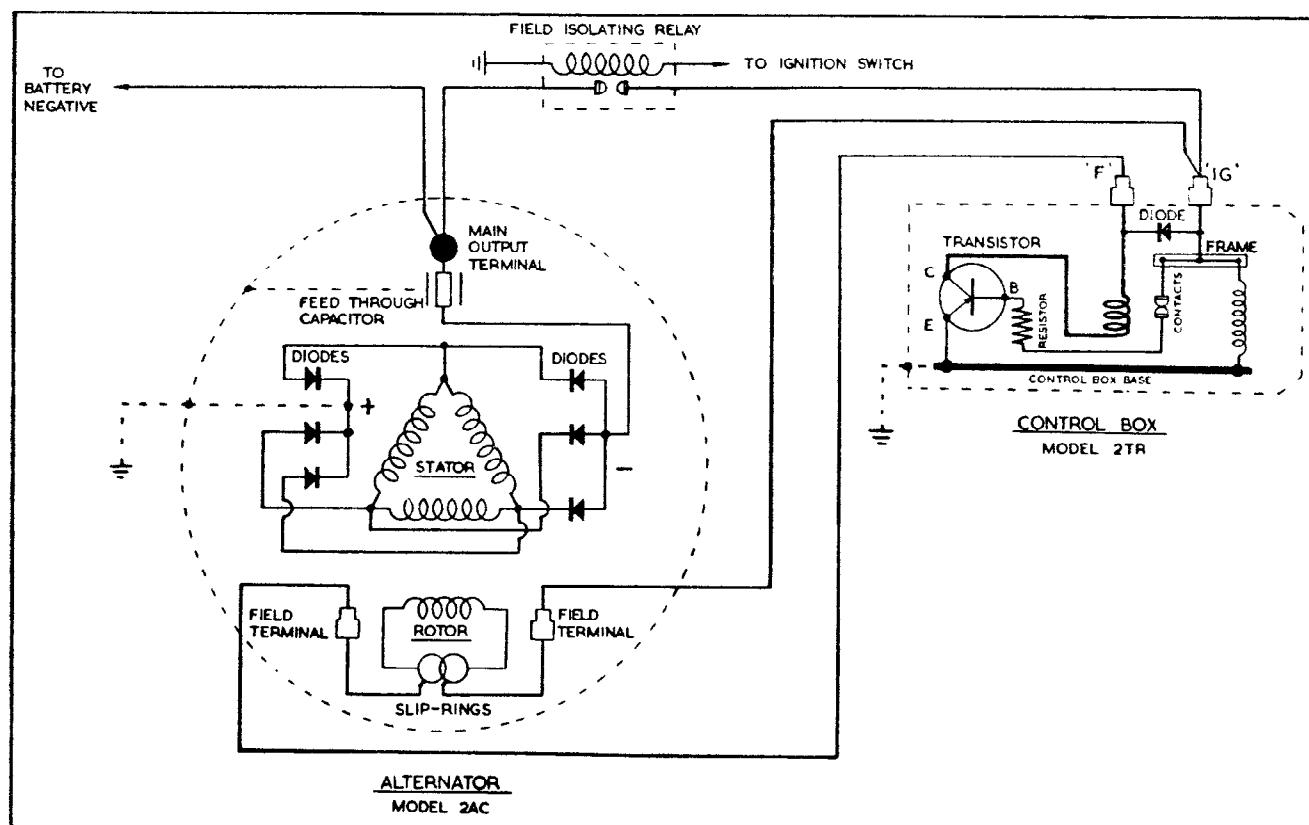 FIELD ISOLATING RELAY
TO IGNITION SWITCH
TO
BATTERY
NEGATIVE
'F'
'IG'
DIODE
FRAME
TRANSISTOR
C
B
E
RESISTOR
CONTACTS
CONTROL BOX BASE
CONTROL BOX
MODEL 2TR
MAIN
OUTPUT
TERMINAL
FEED THROUGH
CAPACITOR
DIODES
DIODES
+
STATOR
-
FIELD
TERMINAL
ROTOR
FIELD
TERMINAL
SLIP-RINGS
ALTERNATOR
MODEL 2AC